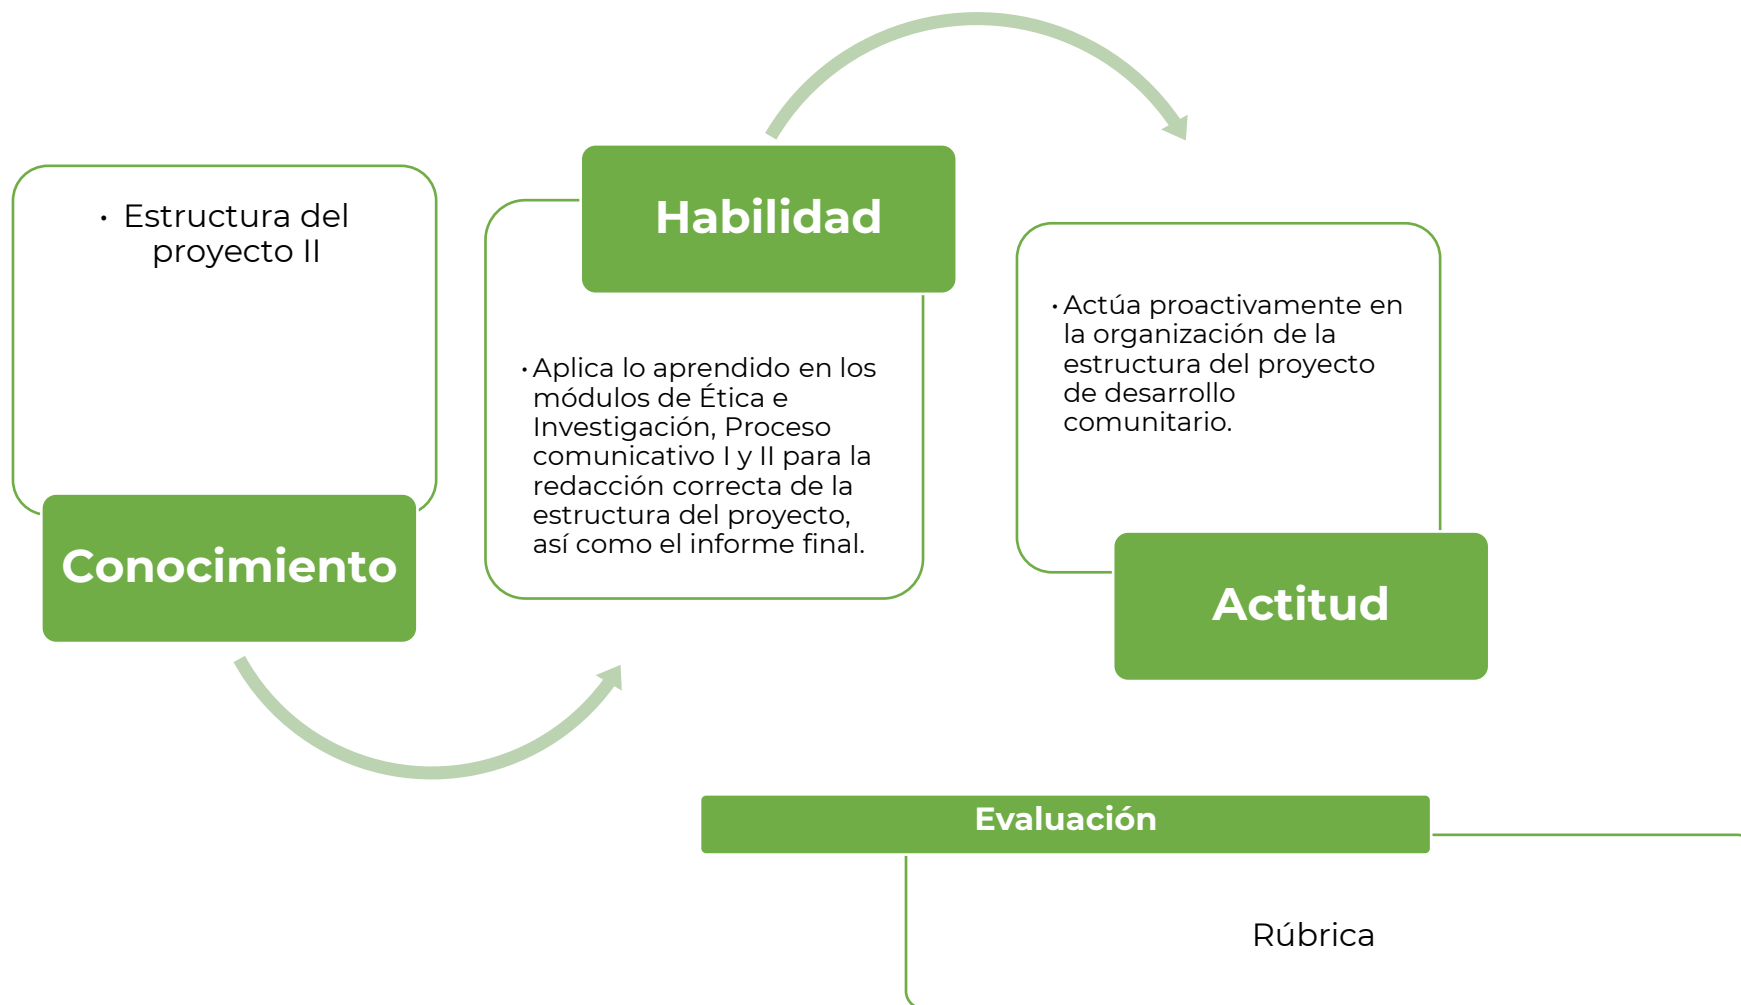 · Estructura del
proyecto II
Conocimiento
Habilidad
· Aplica lo aprendido en los
módulos de Ética e
Investigación, Proceso
comunicativo I y II para la
redacción correcta de la
estructura del proyecto,
así como el informe final.
· Actúa proactivamente en
la organización de la
estructura del proyecto
de desarrollo
comunitario.
Actitud
Evaluación
Rúbrica